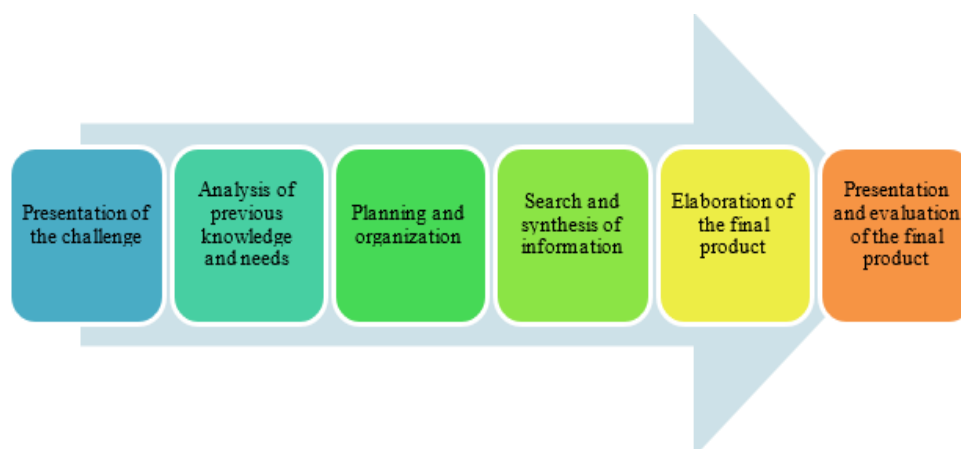 Presentation of
the challenge
Analysis of
previous
knowledge
and needs
Planning and
organization
Search and
synthesis of
information
Elaboration of
the final
product
Presentation
and evaluation
of the final
product